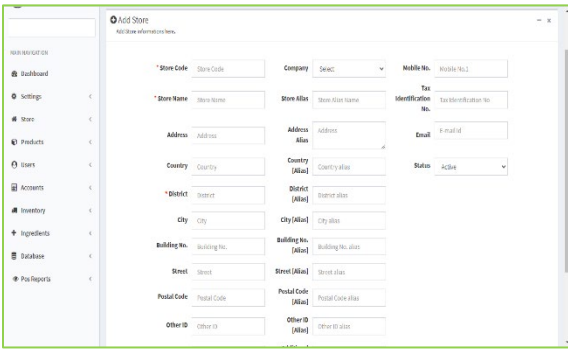 Add Store
Add Store informations here.
MAIN NAVIGATION
Dashboard
Settings
Store
Products
Users
Accounts
Inventory
Ingredients
Database
Pos Reports
* Store Code Store Code Company Select Mobile No. Mobile No.1
* Store Name Store Name Store Alias Store Alias Name Tax Identification No. Tax Identification No.
Address Address Address Alias Address Email E-mail Id
Country Country Country [Alias] Country alias Status Active
* District District District [Alias] District alias
City City City [Alias] City alias
Building No. Building No. Building No. [Alias] Building No. alias
Street Street Street [Alias] Street alias
Postal Code Postal Code Postal Code [Alias] Postal Code alias
Other ID Other ID Other ID [Alias] Other ID alias